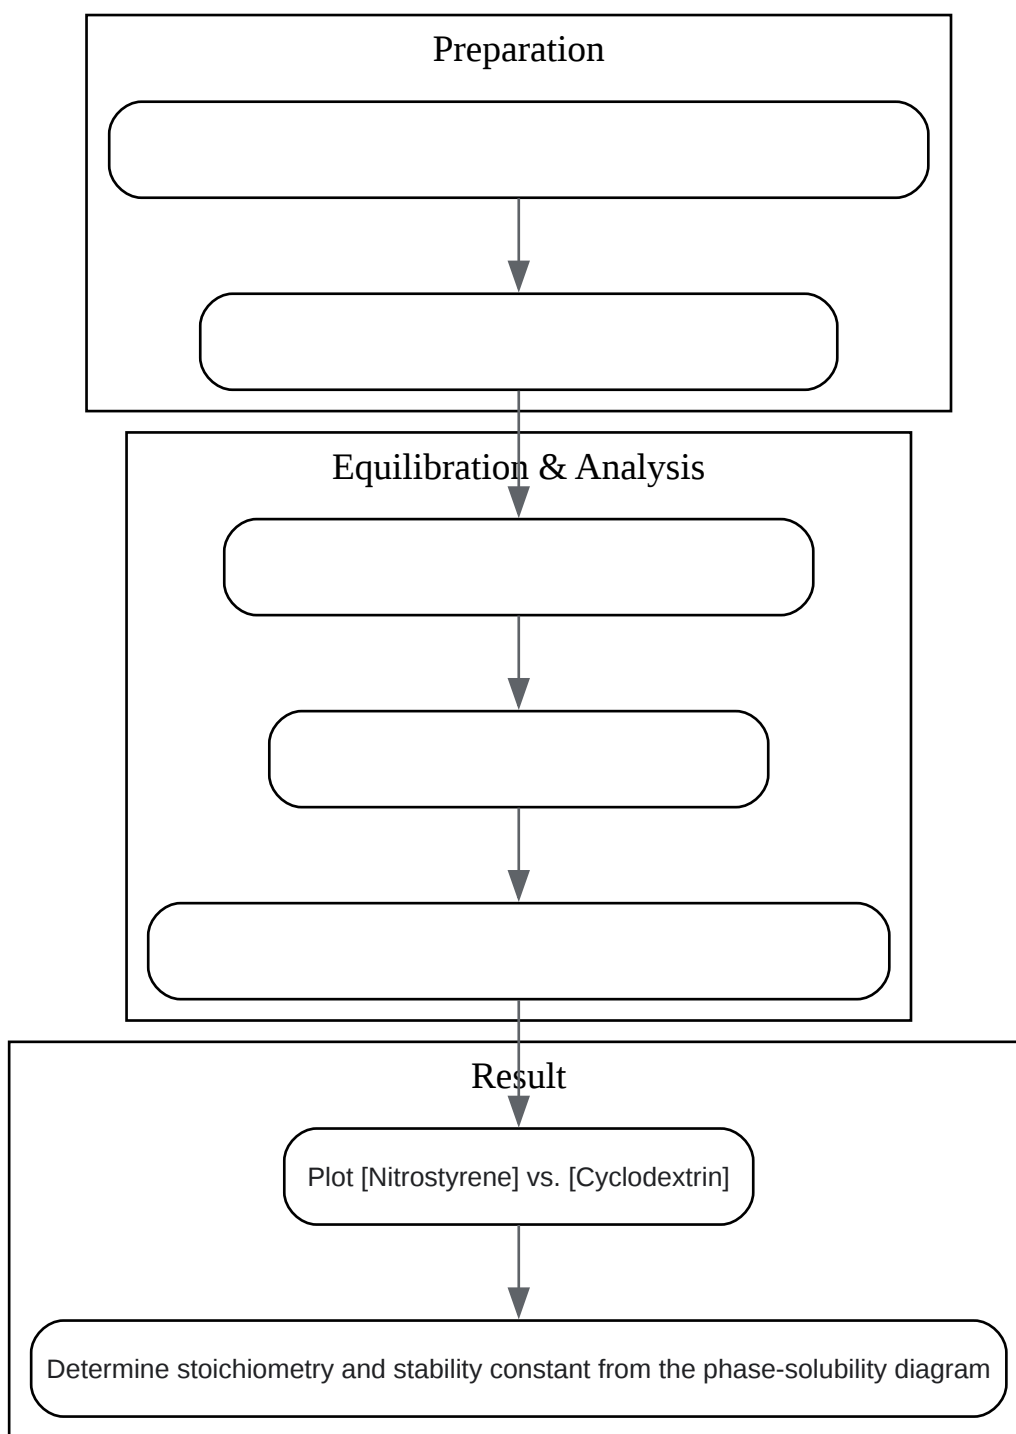 Preparation
Equilibration & Analysis
Result
Plot [Nitrostyrene] vs. [Cyclodextrin]
Determine stoichiometry and stability constant from the phase-solubility diagram